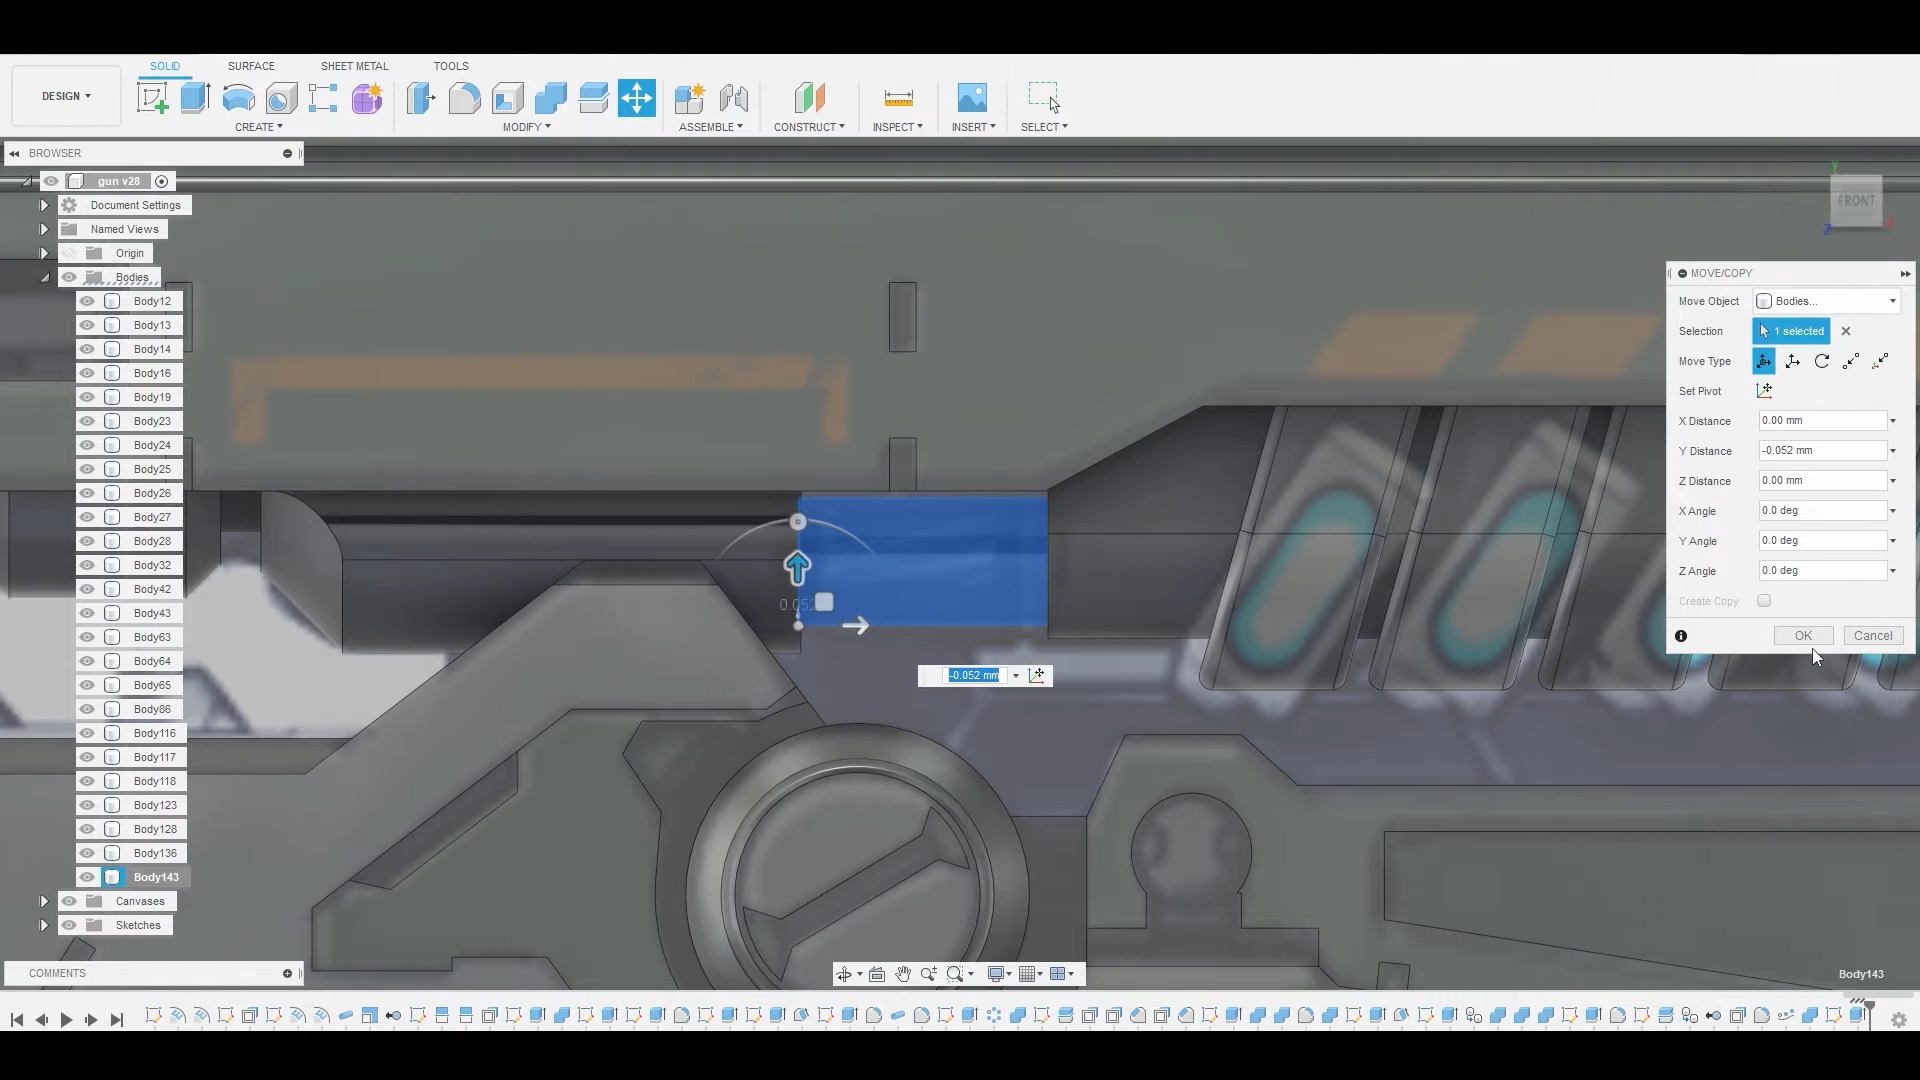 SOLID SURFACE SHEET METAL TOOLS
DESIGN
CREATE MODIFY ASSEMBLE CONSTRUCT INSPECT INSERT SELECT
BROWSER
gun v28
Document Settings
Named Views
Origin
Bodies
Body12
Body13
Body14
Body16
Body19
Body23
Body24
Body25
Body26
Body27
Body28
Body32
Body42
Body43
Body63
Body64
Body65
Body86
Body116
Body117
Body118
Body123
Body128
Body136
Body143
Canvases
Sketches
COMMENTS
Y
FRONT
X
Z
MOVE/COPY
Move Object Bodies...
Selection 1 selected
Move Type
Set Pivot
X Distance 0.00 mm
Y Distance -0.052 mm
Z Distance 0.00 mm
X Angle 0.0 deg
Y Angle 0.0 deg
Z Angle 0.0 deg
Create Copy
OK Cancel
-0.052 mm
Body143